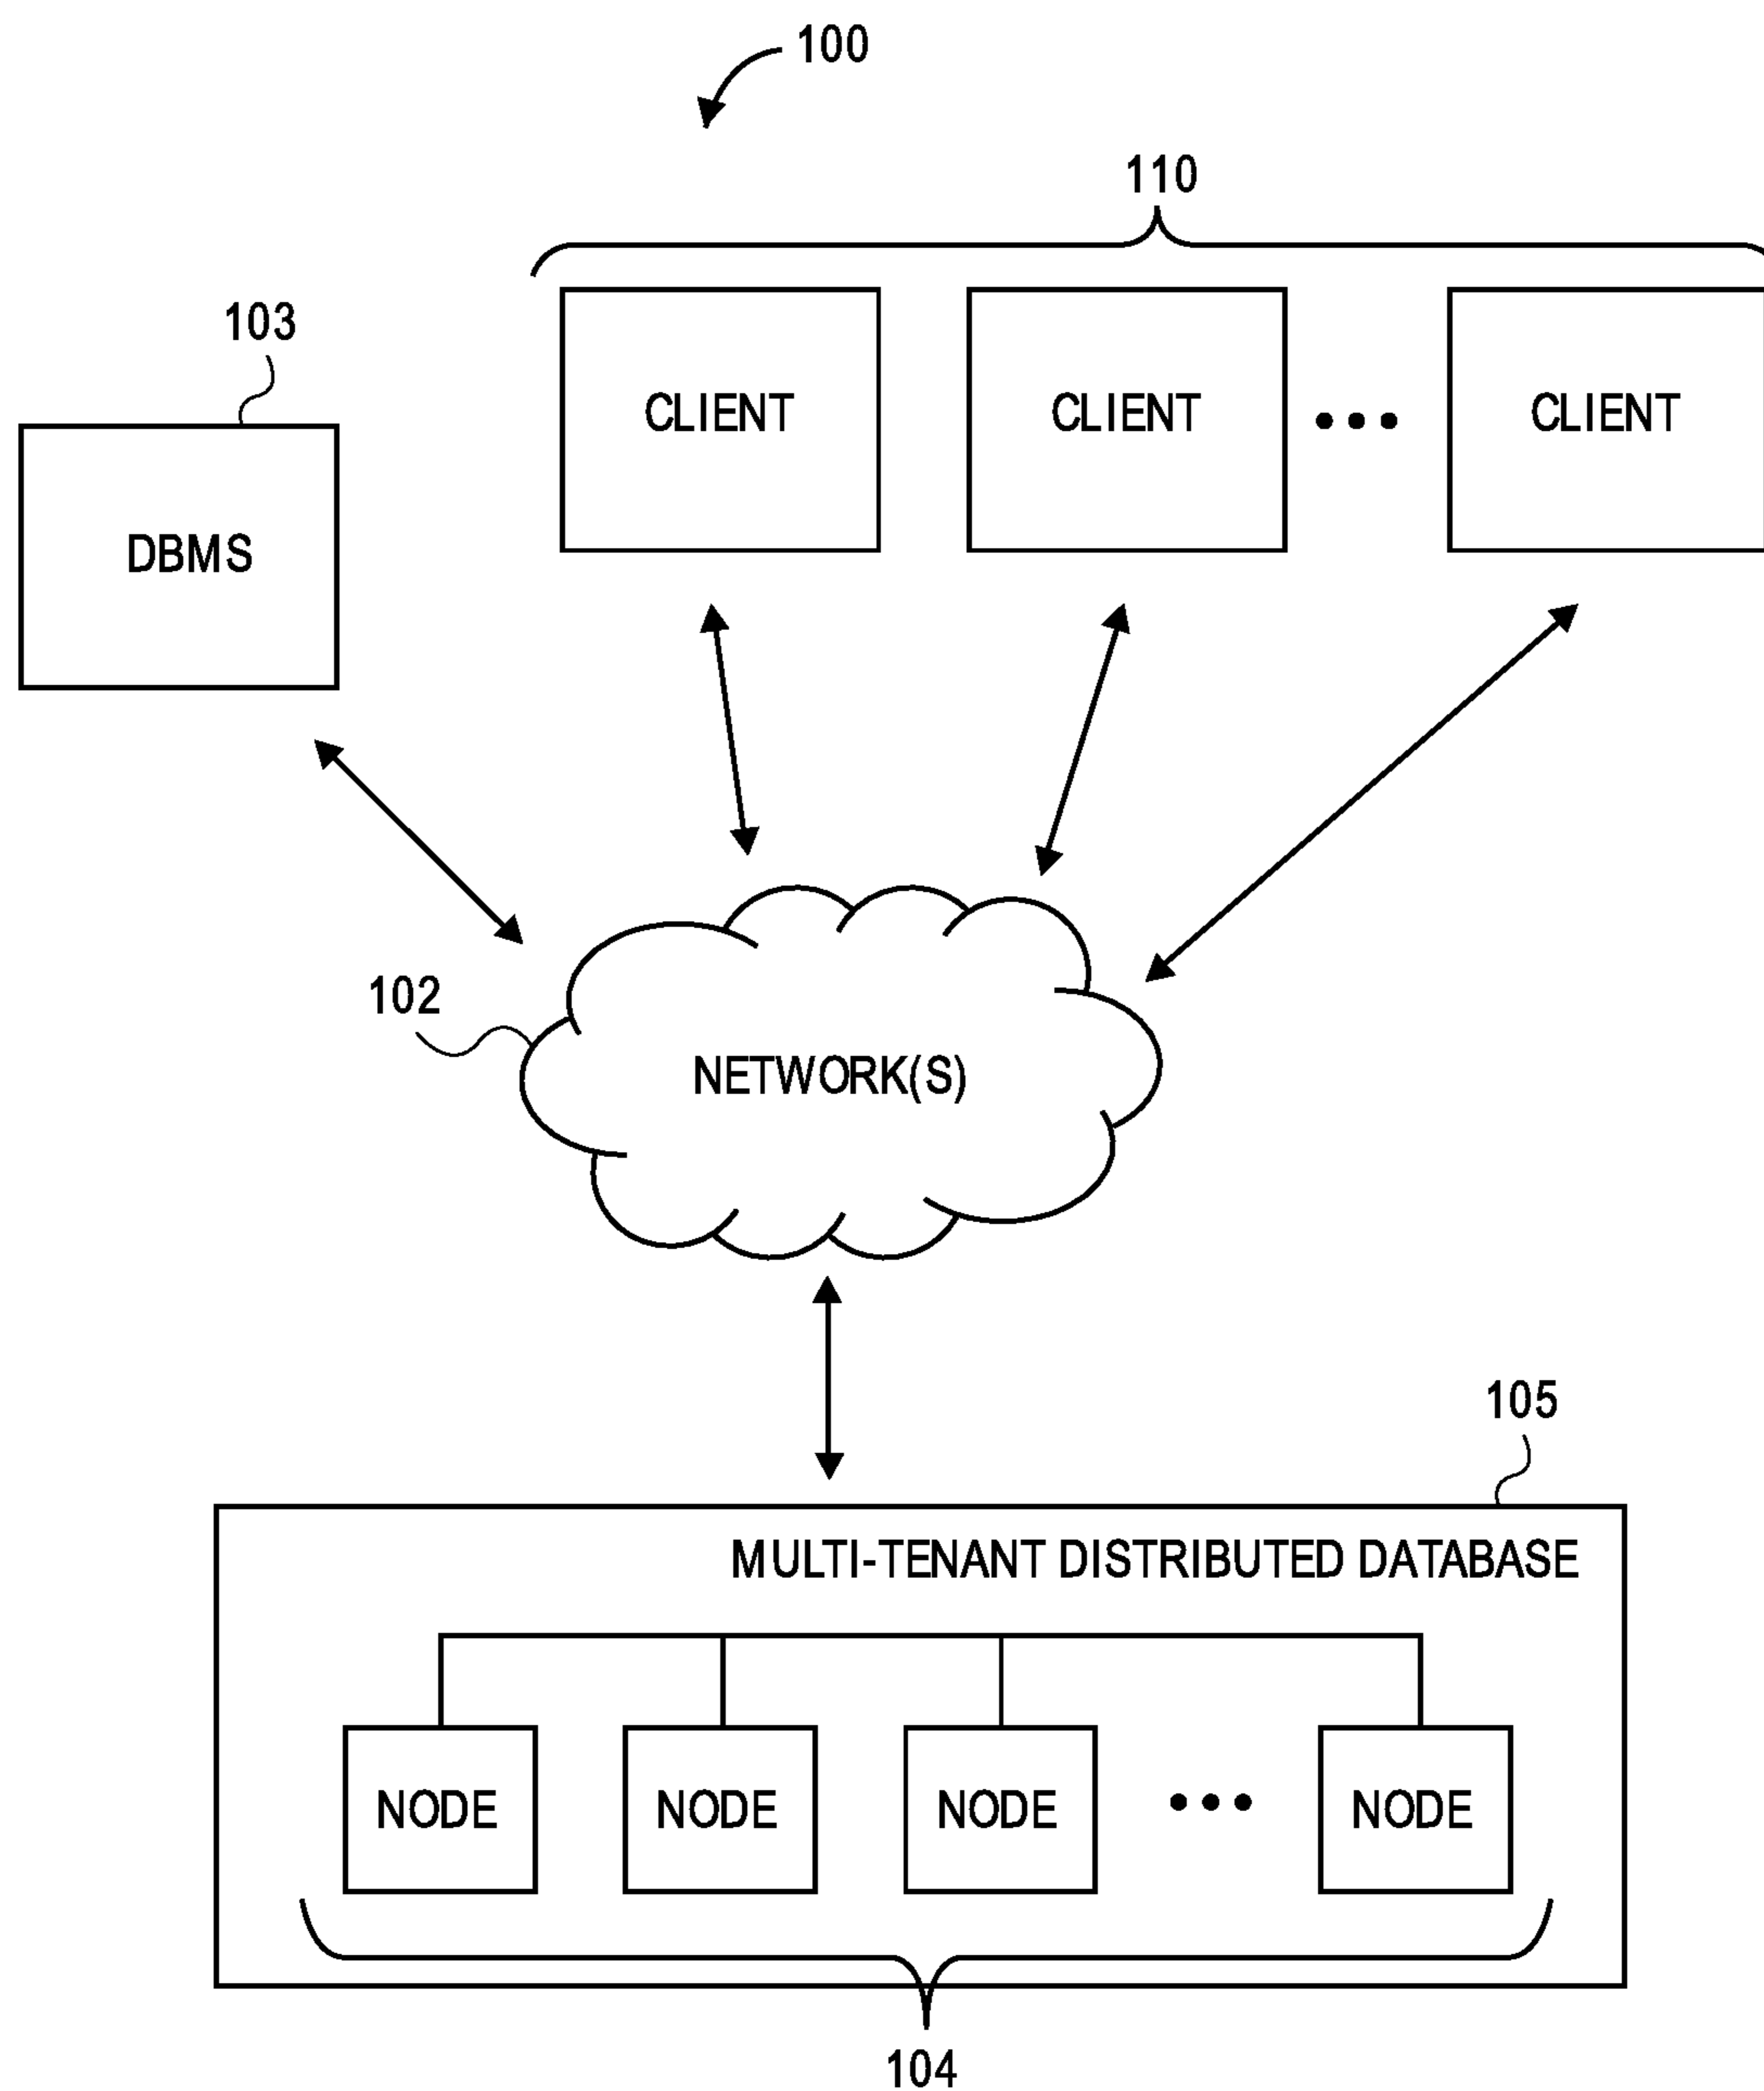 100
110
103
CLIENT CLIENT ••• CLIENT
DBMS
102
NETWORK(S)
105
MULTI-TENANT DISTRIBUTED DATABASE
NODE NODE NODE ••• NODE
104